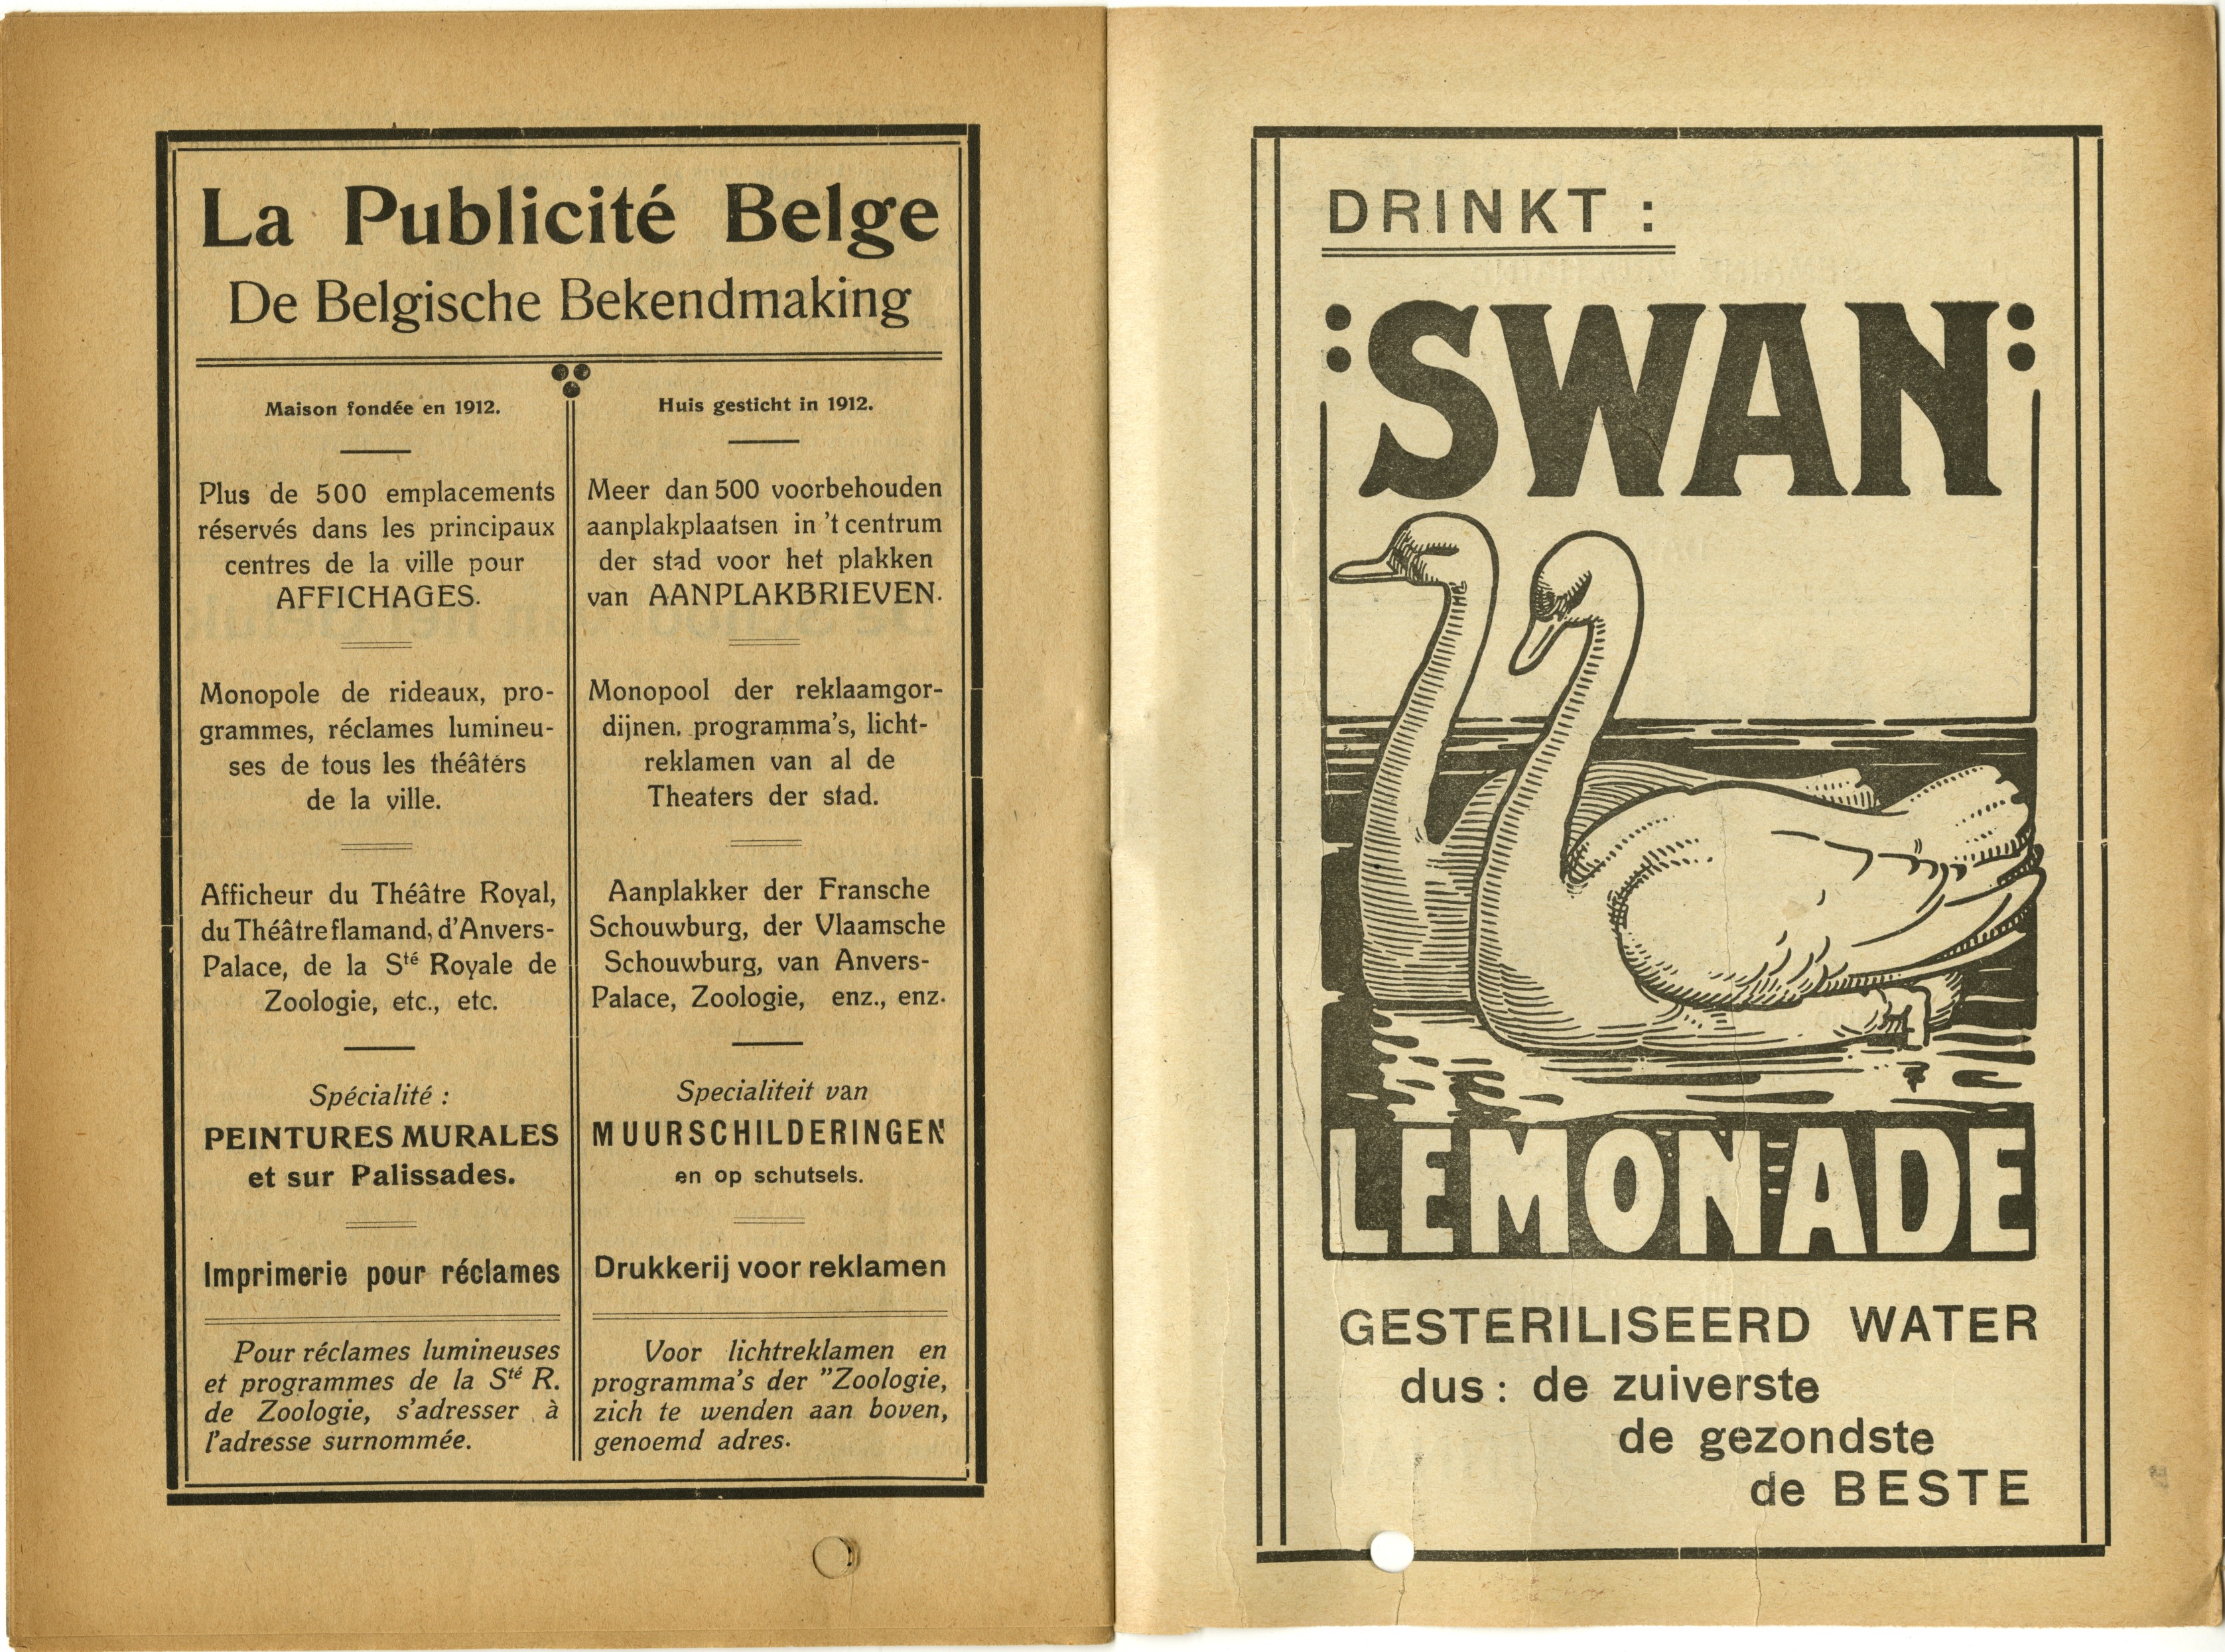 La Publicité Belge
De Belgische Bekendmaking
Maison fondée en 1912.
Plus de 500 emplacements
réservés dans les principaux
centres de la ville pour
AFFICHAGES.
Monopole de rideaux, pro-
grammes, réclames lumineu-
ses de tous les théâtérs
de la ville.
Afficheur du Théâtre Royal,
du Théâtre flamand, d'Anvers-
Palace, de la Sté Royale de
Zoologie, etc., etc.
Spécialité :
PEINTURES MURALES
et sur Palissades.
Imprimerie pour réclames
Pour réclames lumineuses
et programmes de la Sté R.
de Zoologie, s'adresser à
l'adresse surnommée.
Huis gesticht in 1912.
Meer dan 500 voorbehouden
aanplakplaatsen in 't centrum
der stad voor het plakken
van AANPLAKBRIEVEN.
Monopool der reklaamgor-
dijnen, programma's, licht-
reklamen van al de
Theaters der stad.
Aanplakker der Fransche
Schouwburg, der Vlaamsche
Schouwburg, van Anvers-
Palace, Zoologie, enz., enz.
Specialiteit van
MUURSCHILDERINGEN
en op schutsels.
Drukkerij voor reklamen
Voor lichtreklamen en
programma's der "Zoologie,
zich te wenden aan boven,
genoemd adres.
DRINKT :
:SWAN:
LEMONADE
GESTERILISEERD WATER
dus : de zuiverste
de gezondste
de BESTE